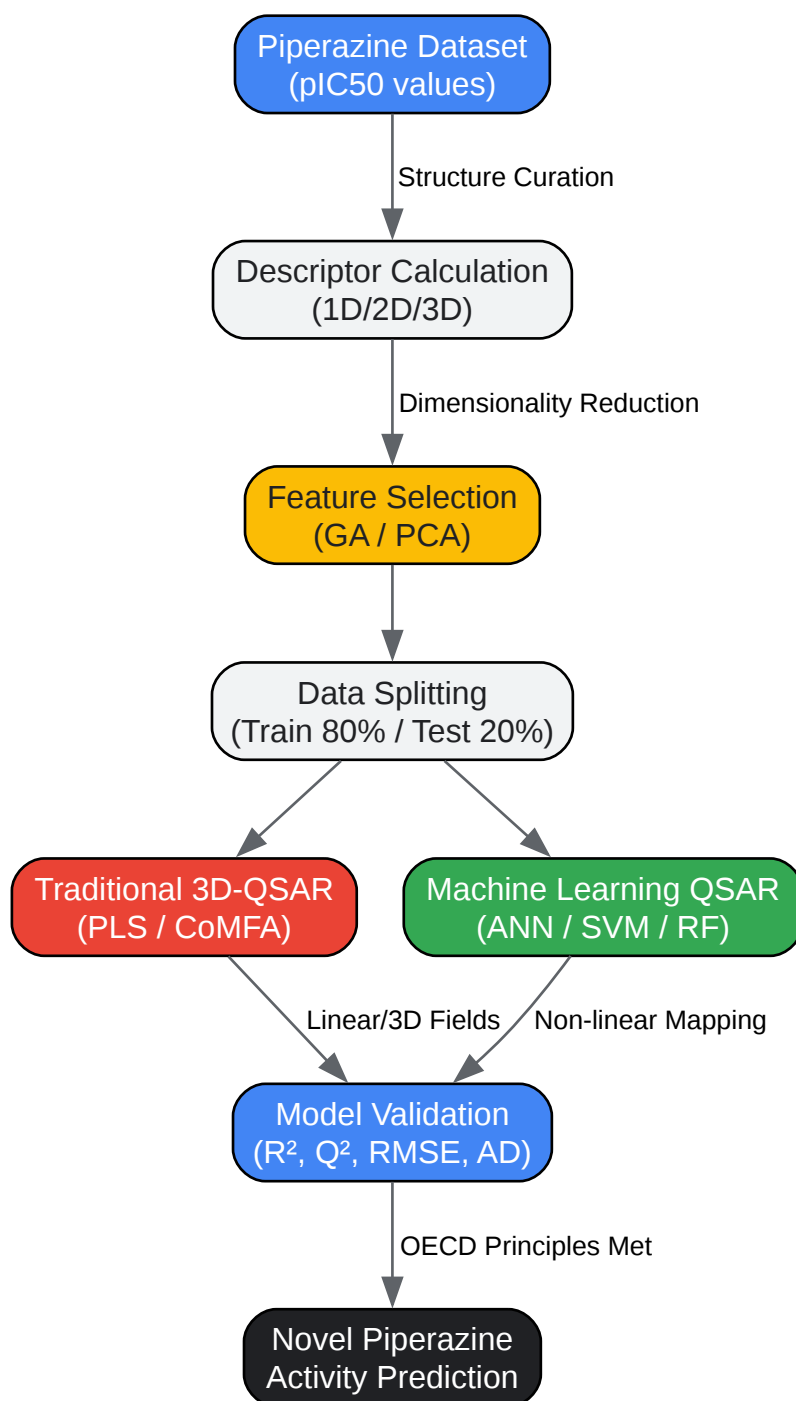 Piperazine Dataset
(pIC50 values)
Structure Curation
Descriptor Calculation
(1D/2D/3D)
Dimensionality Reduction
Feature Selection
(GA / PCA)
Data Splitting
(Train 80% / Test 20%)
Traditional 3D-QSAR
(PLS / CoMFA)
Machine Learning QSAR
(ANN / SVM / RF)
Linear/3D Fields
Non-linear Mapping
Model Validation
(R², Q², RMSE, AD)
OECD Principles Met
Novel Piperazine
Activity Prediction